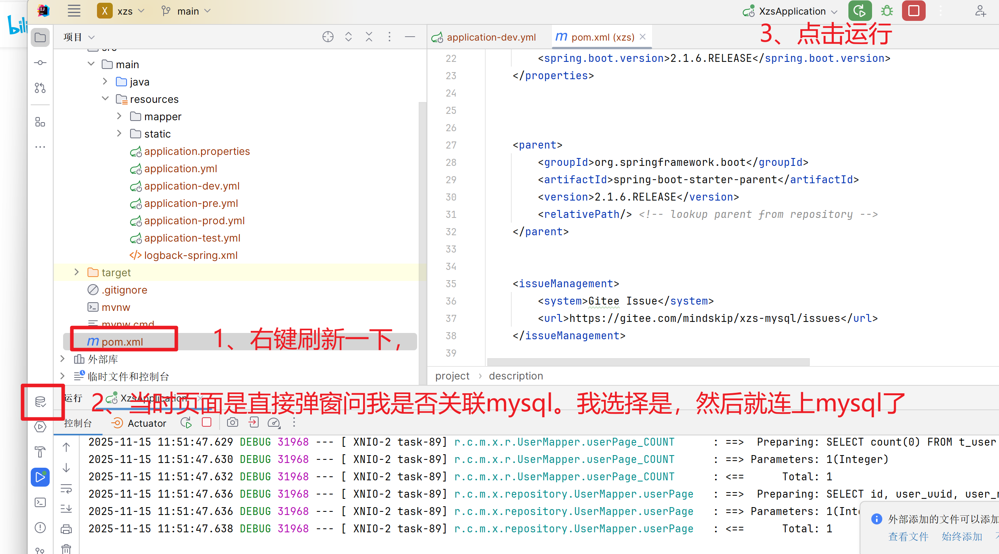 bili
X xzs main XzsApplication
3、点击运行
项目
application-dev.yml
pom.xml (xzs)
src
main
java
resources
mapper
static
application.properties
application.yml
application-dev.yml
application-pre.yml
application-prod.yml
application-test.yml
logback-spring.xml
target
.gitignore
mvnw
mvnw.cmd
pom.xml
1、右键刷新一下，
外部库
临时文件和控制台
22 <spring.boot.version>2.1.6.RELEASE</spring.boot.version>
23 </properties>
24
25
26
27 <parent>
28 <groupId>org.springframework.boot</groupId>
29 <artifactId>spring-boot-starter-parent</artifactId>
30 <version>2.1.6.RELEASE</version>
31 <relativePath/> <!-- lookup parent from repository -->
32 </parent>
33
34
35 <issueManagement>
36 <system>Gitee Issue</system>
37 <url>https://gitee.com/mindskip/xzs-mysql/issues</url>
38 </issueManagement>
39
project › description
运行 XzsApplication
2、当时页面是直接弹窗问我是否关联mysql。我选择是，然后就连上mysql了
控制台 Actuator
2025-11-15 11:51:47.629 DEBUG 31968 --- [ XNIO-2 task-89] r.c.m.x.r.UserMapper.userPage_COUNT : ==>  Preparing: SELECT count(0) FROM t_user
2025-11-15 11:51:47.630 DEBUG 31968 --- [ XNIO-2 task-89] r.c.m.x.r.UserMapper.userPage_COUNT : ==> Parameters: 1(Integer)
2025-11-15 11:51:47.632 DEBUG 31968 --- [ XNIO-2 task-89] r.c.m.x.r.UserMapper.userPage_COUNT : <==      Total: 1
2025-11-15 11:51:47.636 DEBUG 31968 --- [ XNIO-2 task-89] r.c.m.x.repository.UserMapper.userPage : ==>  Preparing: SELECT id, user_uuid,
2025-11-15 11:51:47.636 DEBUG 31968 --- [ XNIO-2 task-89] r.c.m.x.repository.UserMapper.userPage : ==> Parameters: 1(Int
2025-11-15 11:51:47.638 DEBUG 31968 --- [ XNIO-2 task-89] r.c.m.x.repository.UserMapper.userPage : <==      Total: 1
外部添加的文件可以添加
查看文件 始终添加